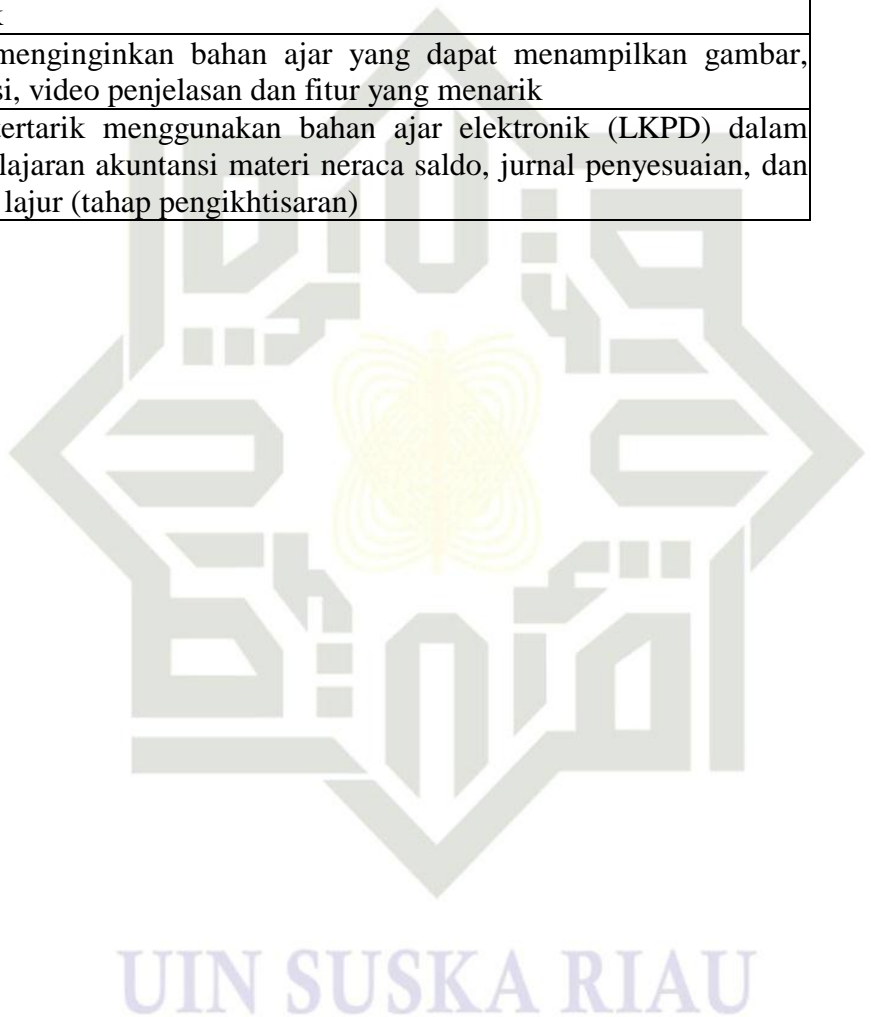 menginginkan bahan ajar yang dapat menampilkan gambar,
si, video penjelasan dan fitur yang menarik
tertarik menggunakan bahan ajar elektronik (LKPD) dalam
lajaran akuntansi materi neraca saldo, jurnal penyesuaian, dan
lajur (tahap pengikhtisaran)
UIN SUSKA RIAU